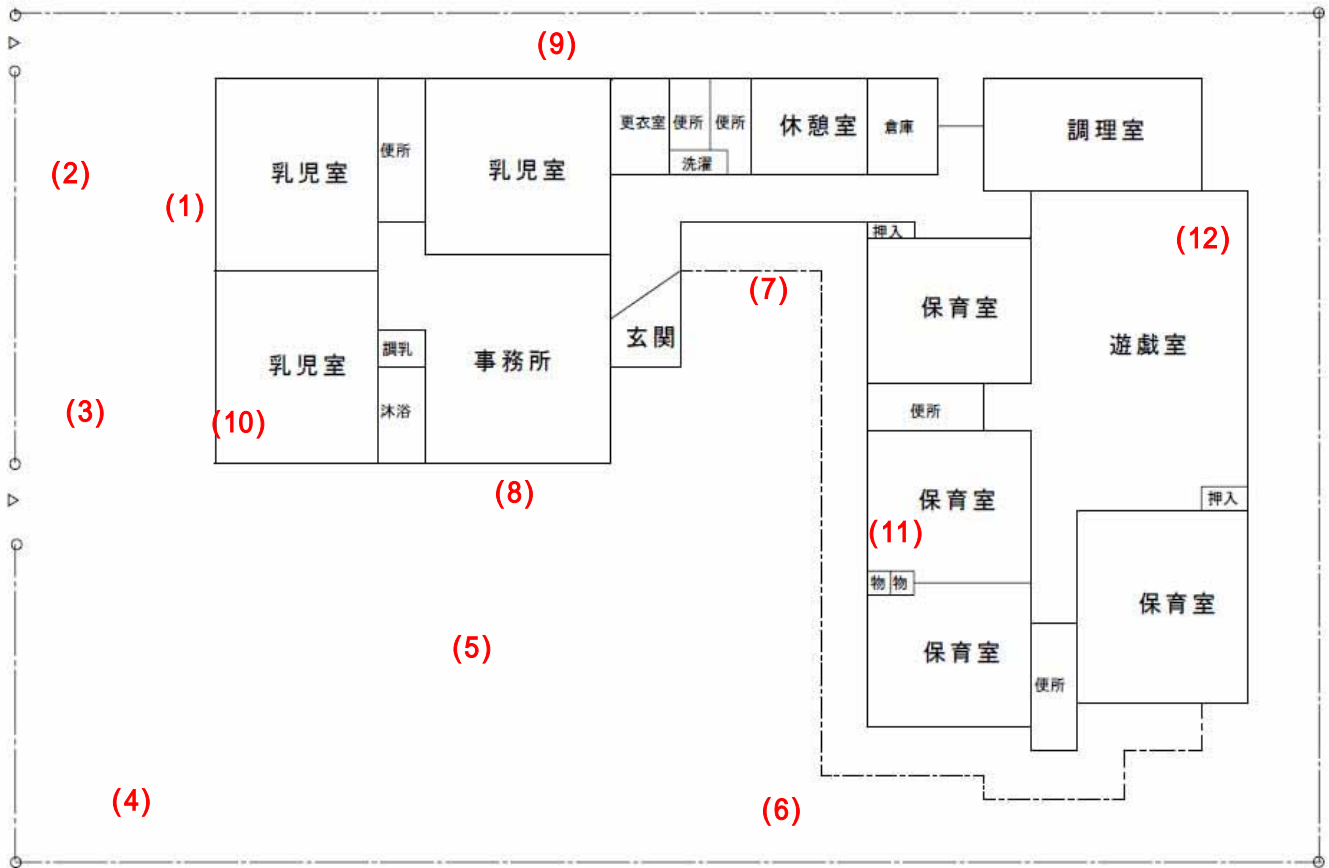 (9)
乳児室
便所
乳児室
更衣室
便所
便所
洗濯
休憩室
倉庫
調理室
(2)
(1)
(12)
押入
(7)
保育室
玄関
遊戯室
調乳
乳児室
事務所
(3)
(10)
沐浴
便所
(8)
保育室
押入
(11)
物
物
保育室
(5)
保育室
便所
(4)
(6)